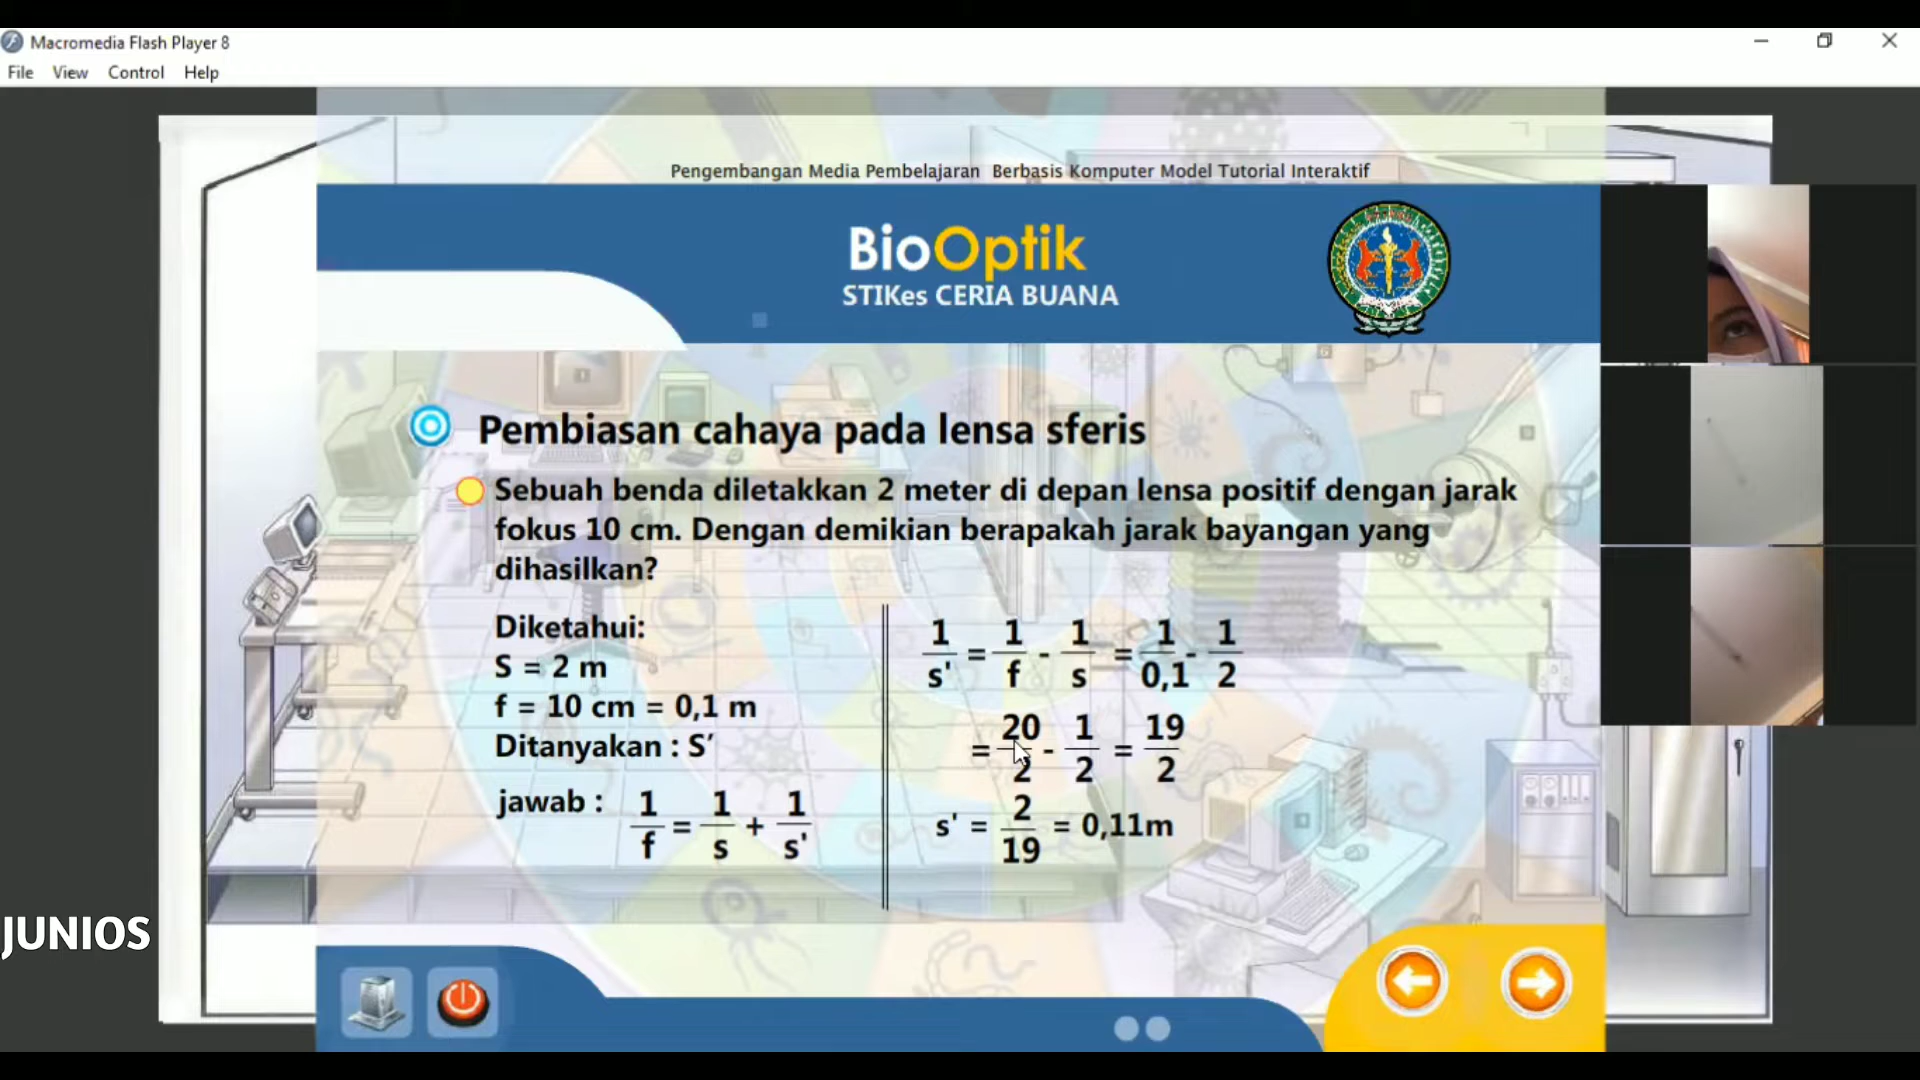 Macromedia Flash Player 8
File View Control Help
Pengembangan Media Pembelajaran Berbasis Komputer Model Tutorial Interaktif
BioOptik
STIKes CERIA BUANA
Pembiasan cahaya pada lensa sferis
Sebuah benda diletakkan 2 meter di depan lensa positif dengan jarak
fokus 10 cm. Dengan demikian berapakah jarak bayangan yang
dihasilkan?
Diketahui:
S = 2 m
f = 10 cm = 0,1 m
Ditanyakan : S'
jawab : 1/f = 1/s + 1/s'
1/s' = 1/f - 1/s = 1/0,1 - 1/2
= 20/2 - 1/2 = 19/2
s' = 2/19 = 0,11m
JUNIOS